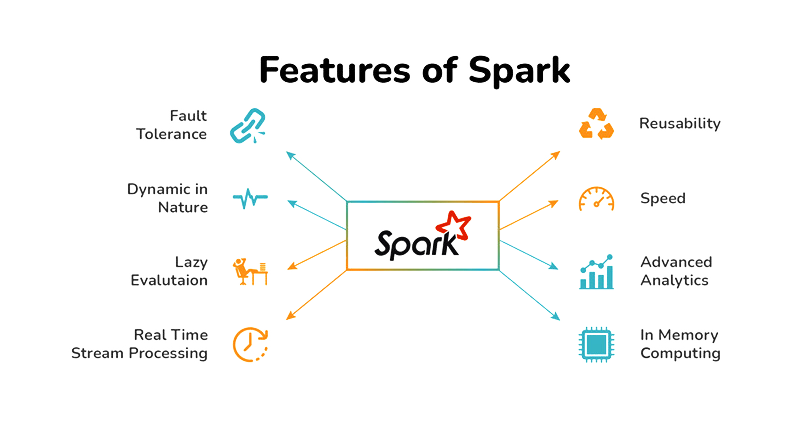 Features of Spark
Fault
Tolerance
Dynamic in
Nature
Lazy
Evalutaion
Real Time
Stream Processing
Spark
Reusability
Speed
Advanced
Analytics
In Memory
Computing